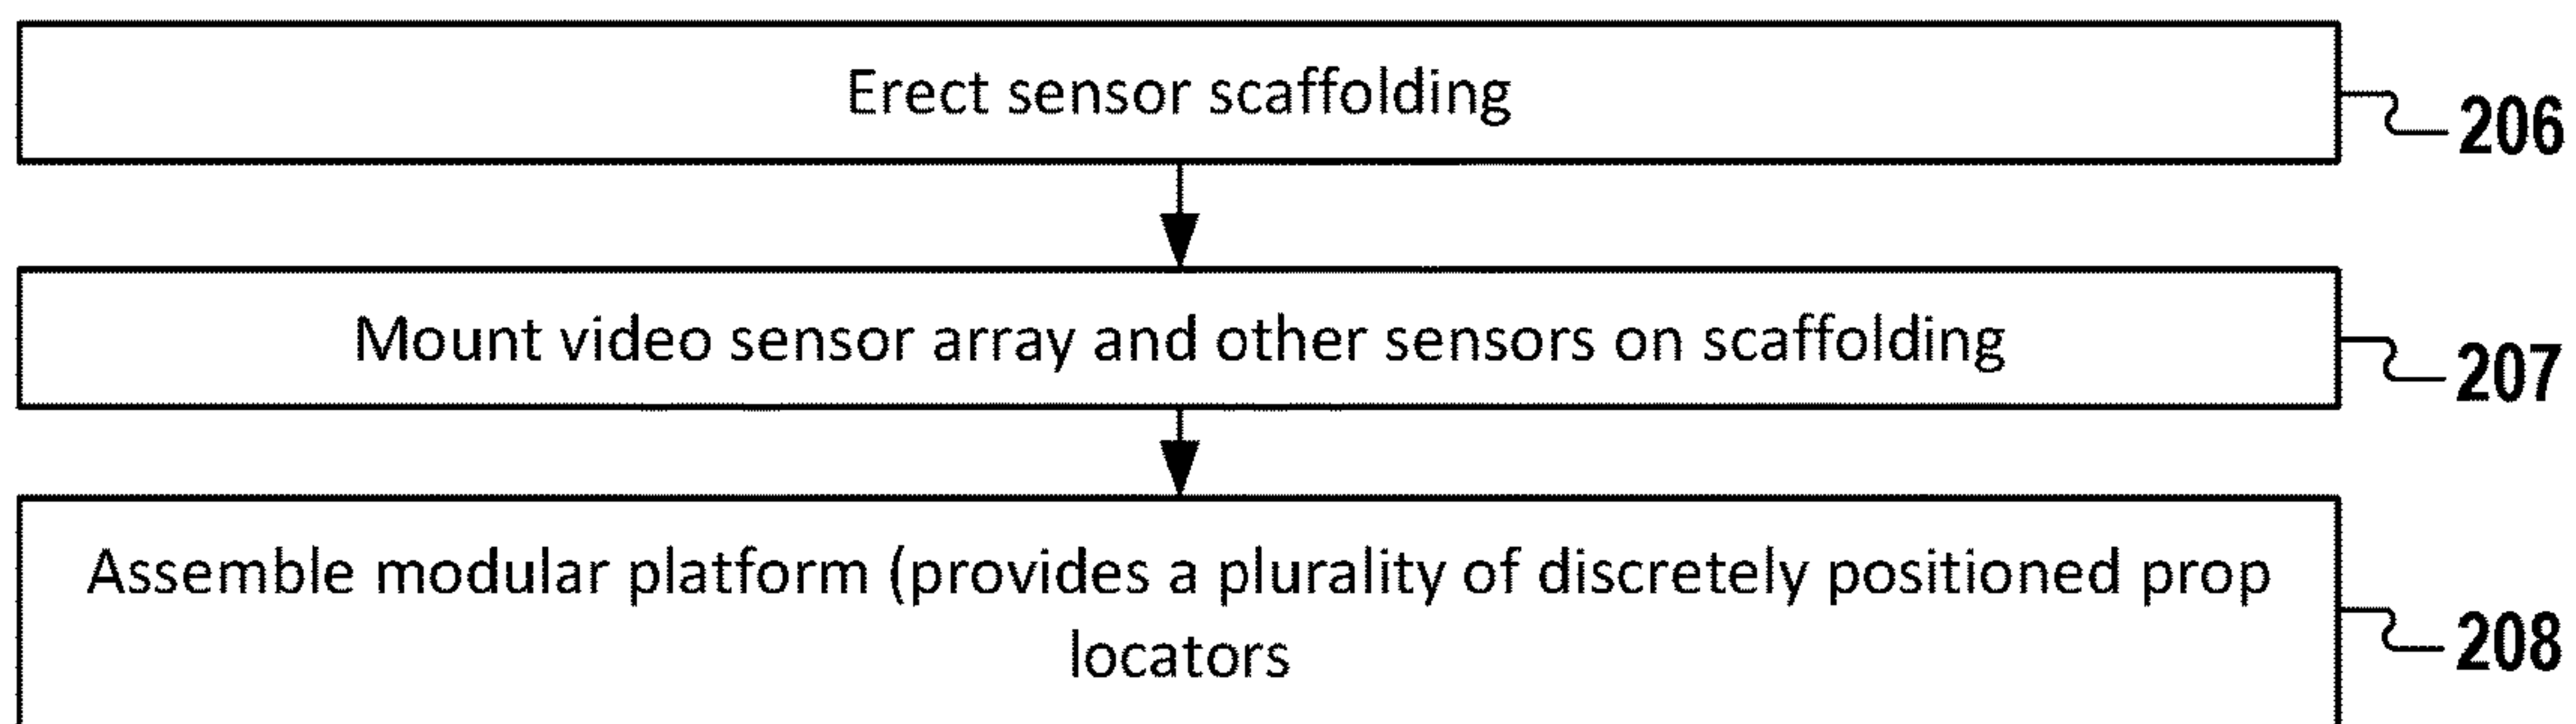 Erect sensor scaffolding
206
Mount video sensor array and other sensors on scaffolding
207
Assemble modular platform (provides a plurality of discretely positioned prop
locators
208